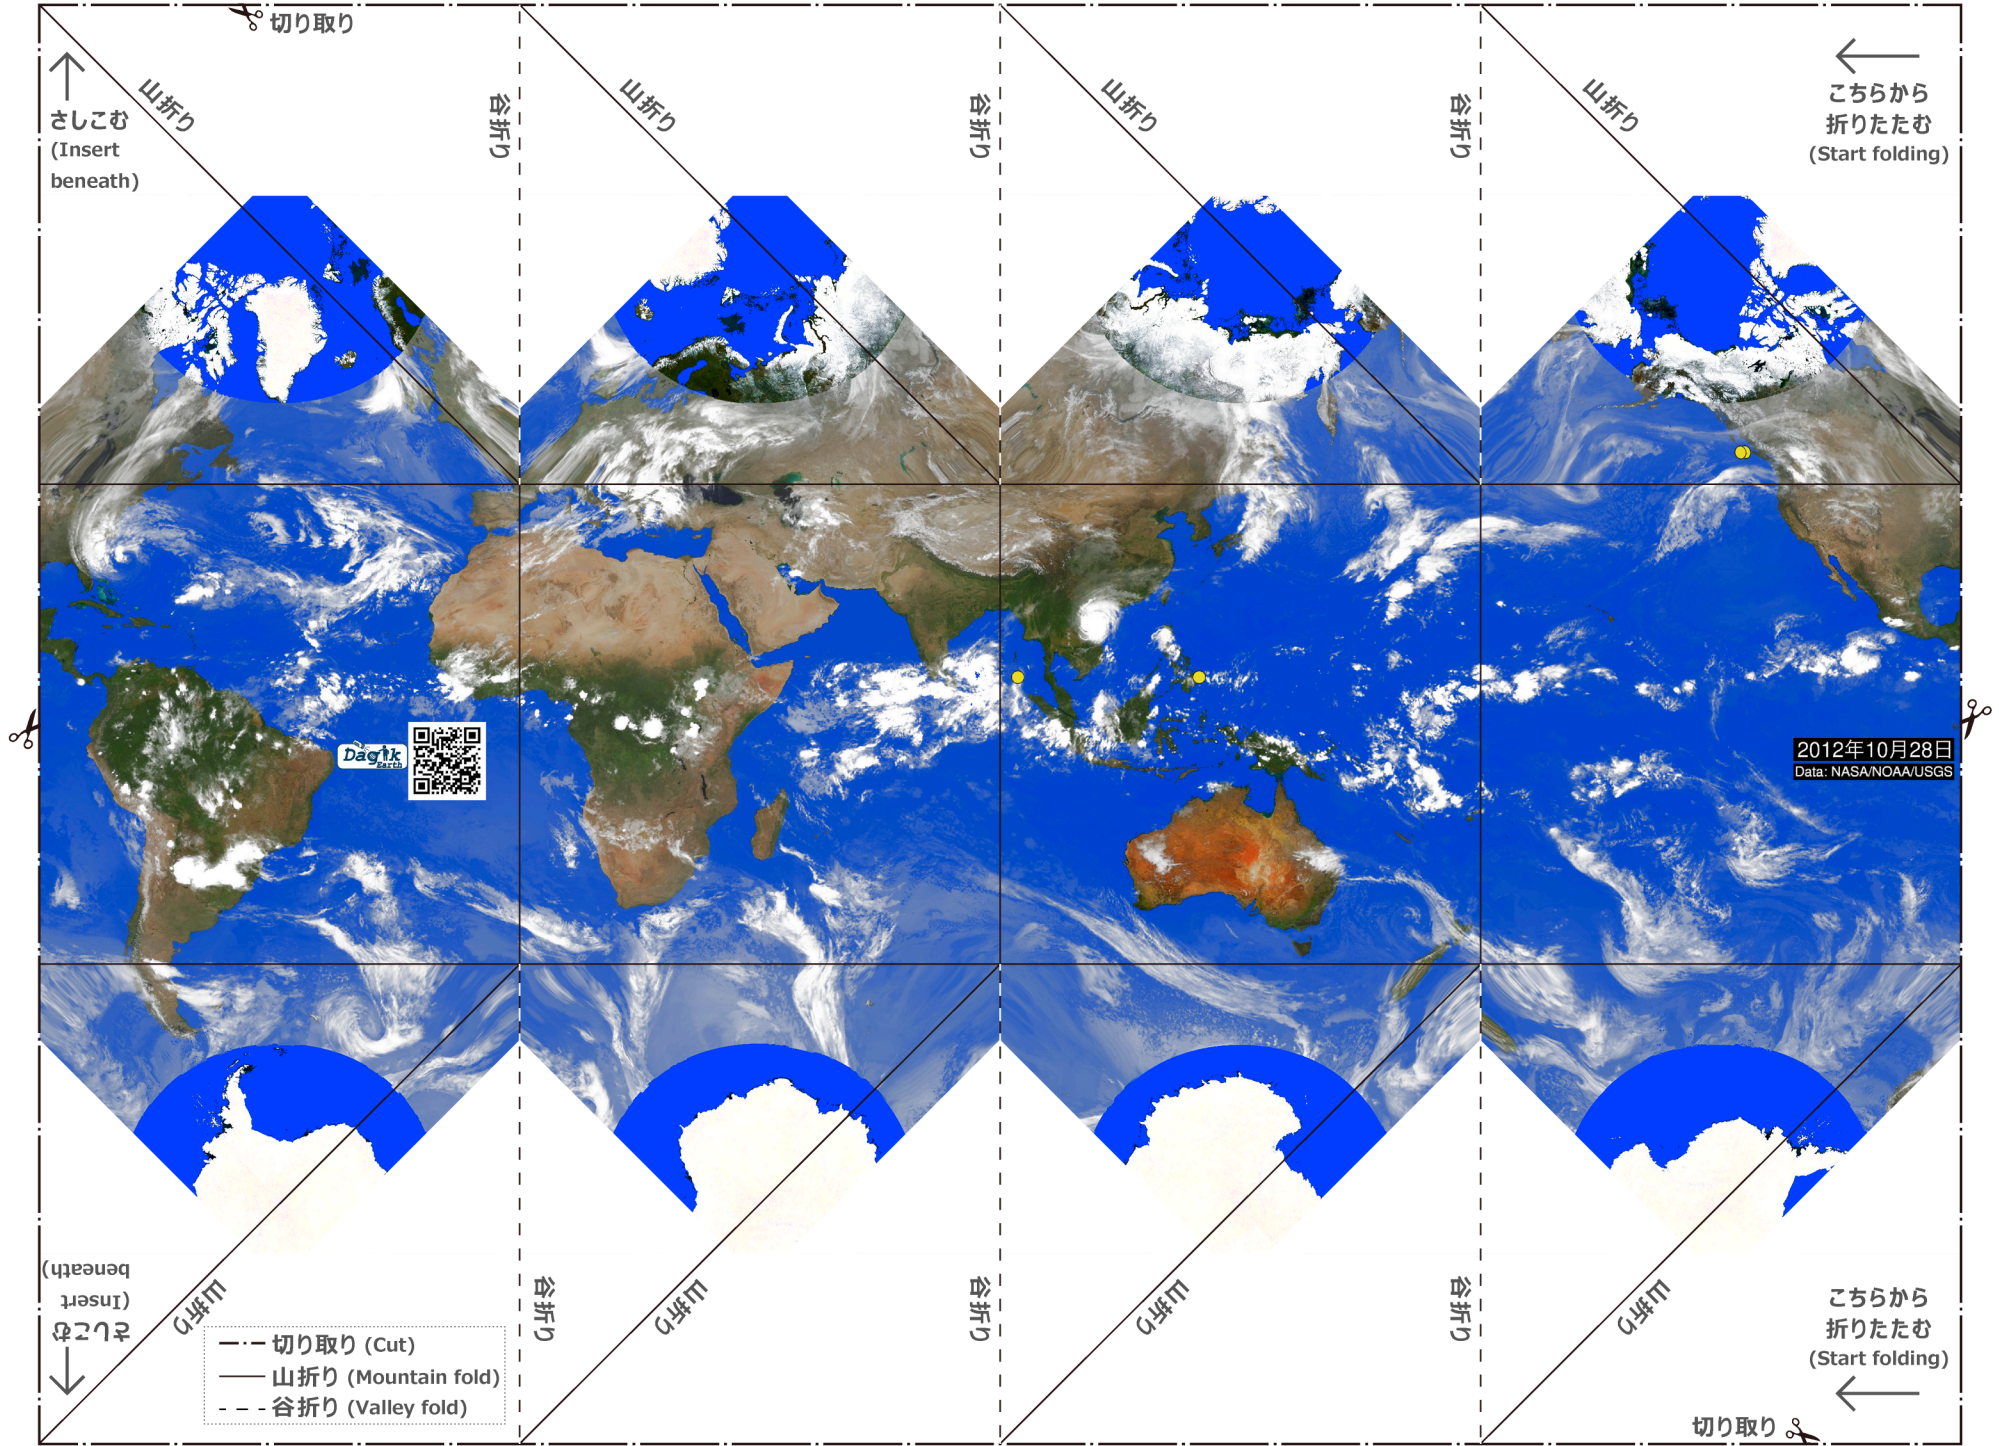 切り取り
さしこむ
(Insert
beneath)
山折り
谷折り
山折り
谷折り
山折り
谷折り
山折り
こちらから
折りたたむ
(Start folding)
Dagik
Earth
2012年10月28日
Data: NASA/NOAA/USGS
さしこむ
(Insert
beneath)
山折り
谷折り
山折り
谷折り
山折り
谷折り
山折り
こちらから
折りたたむ
(Start folding)
切り取り (Cut)
山折り (Mountain fold)
谷折り (Valley fold)
切り取り